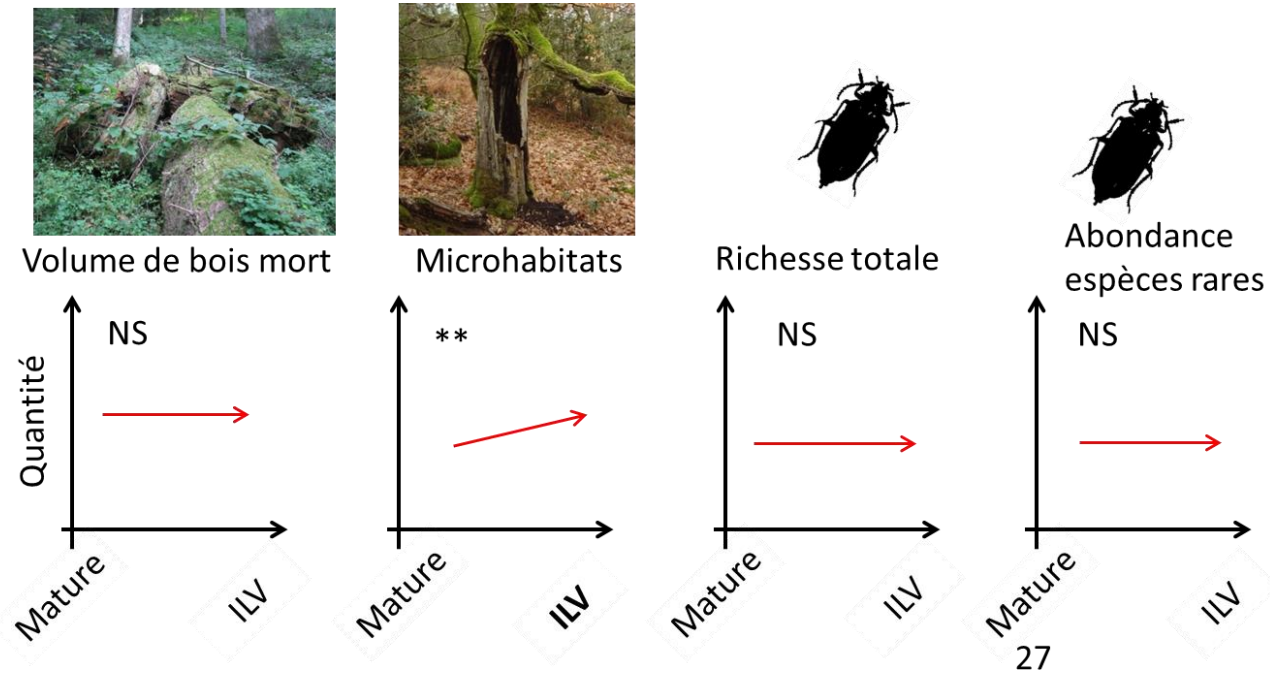 Volume de bois mort
Microhabitats
Richesse totale
Abondance
espèces rares
Quantité
NS
**
NS
NS
Mature
ILV
Mature
ILV
Mature
ILV
Mature
ILV
27